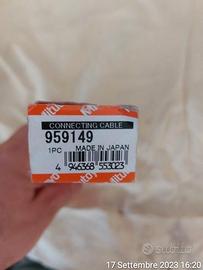 CONNECTING CABLE
959149
1PC MADE IN JAPAN
4 946368 553023
17 Settembre 2023 16:20